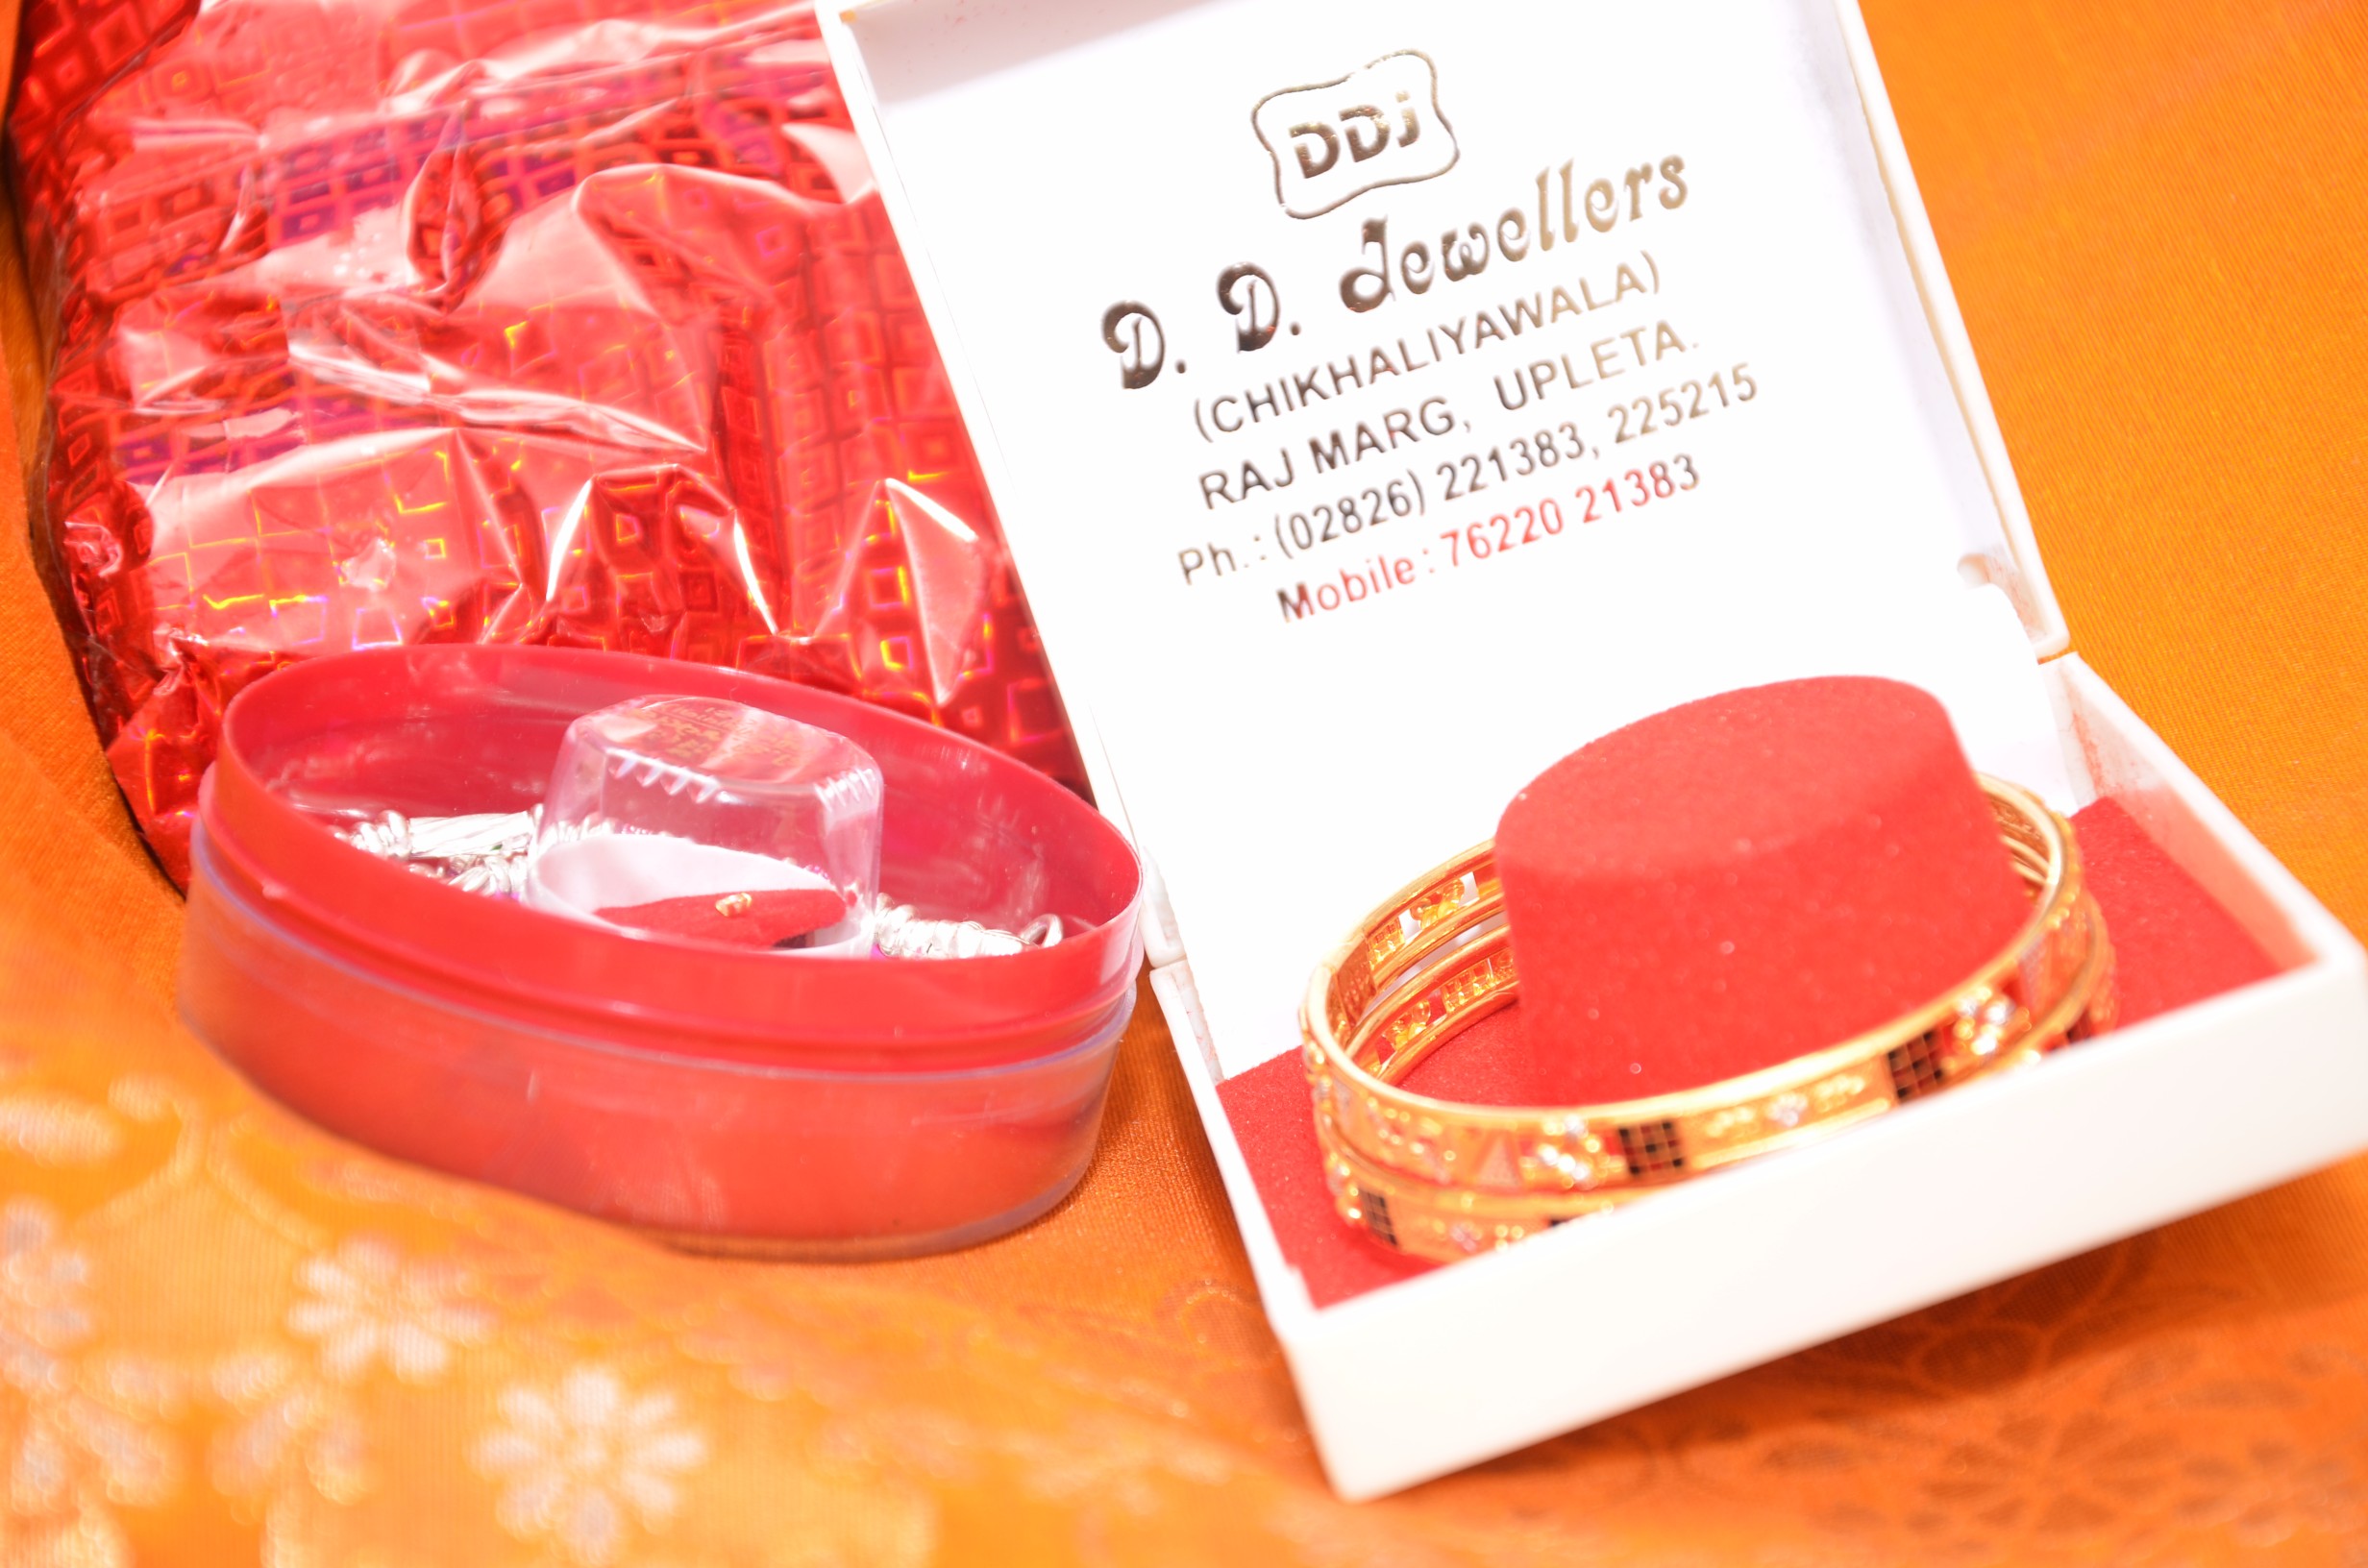 DDJ
D. D. Jewellers
(CHIKHALIYAWALA)
RAJ MARG, UPLETA.
Ph.: (02826) 221383, 225215
Mobile: 76220 21383